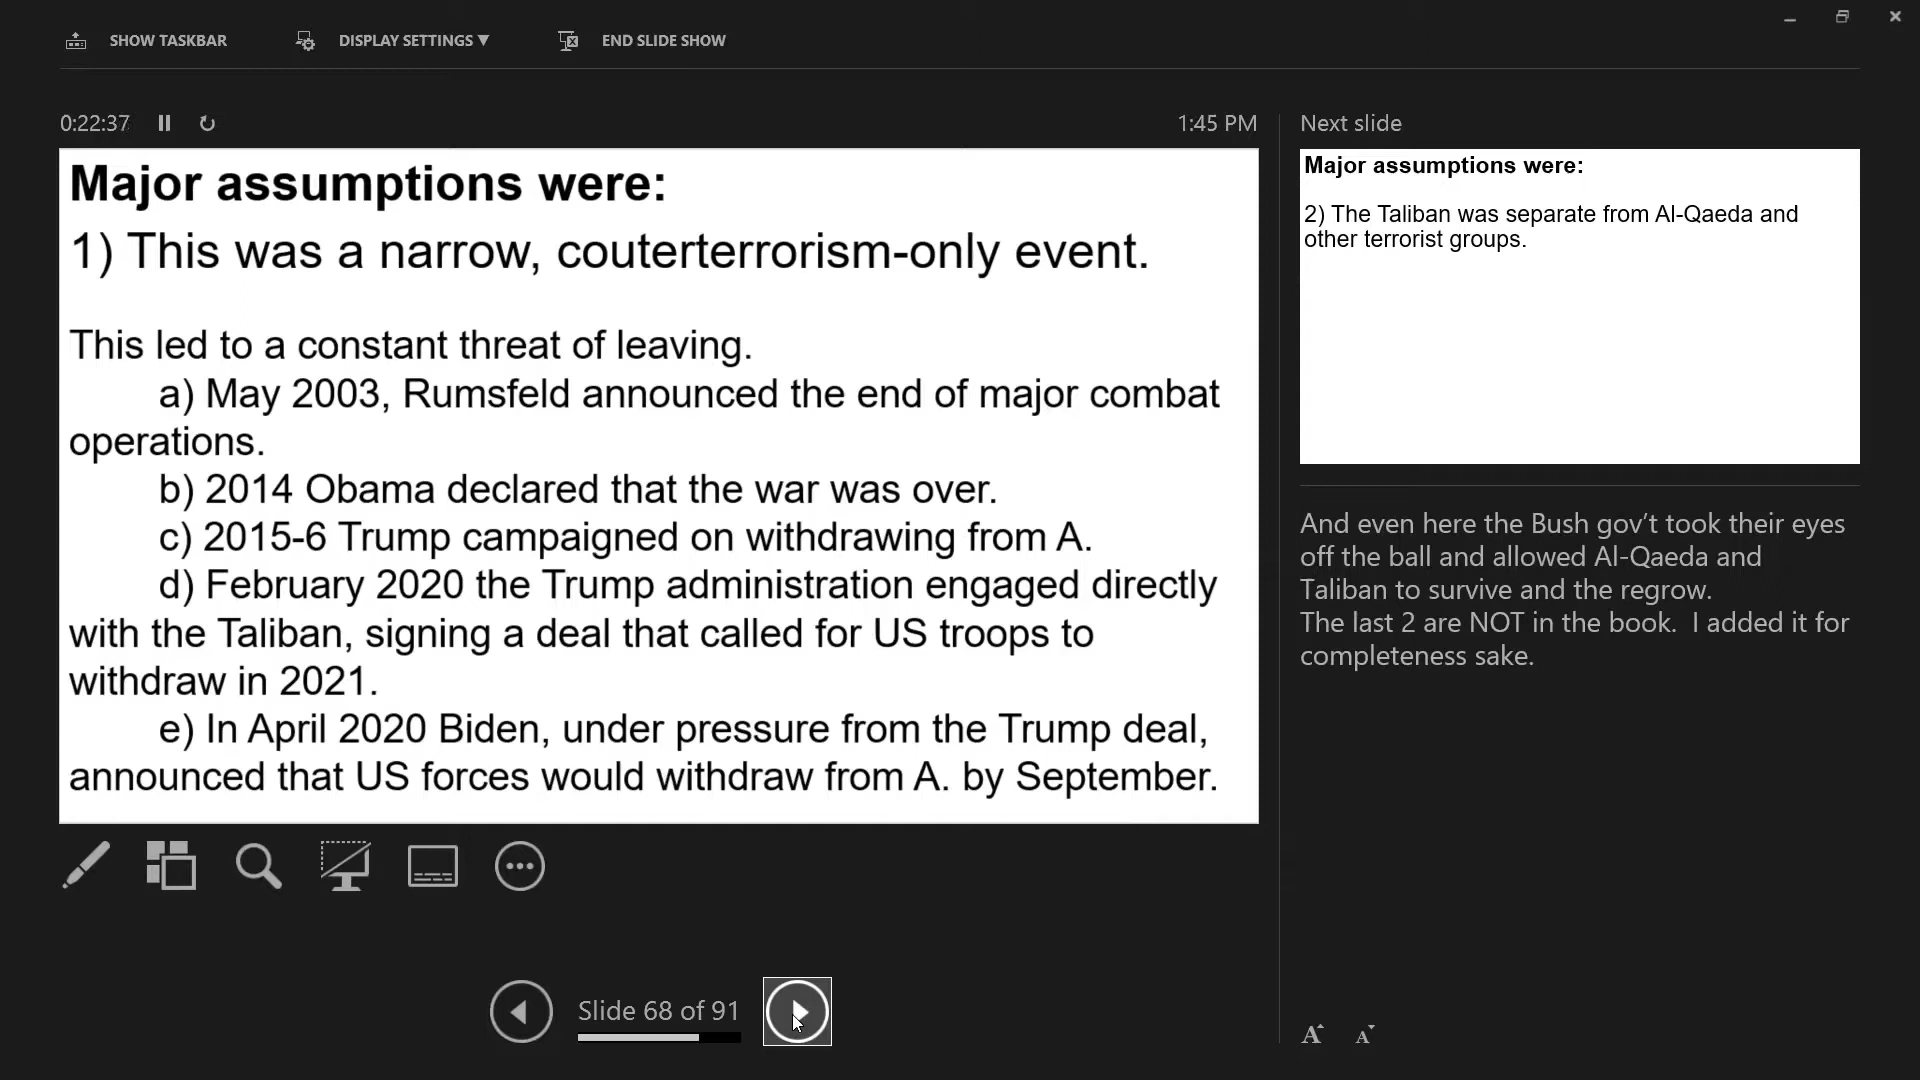 SHOW TASKBAR
DISPLAY SETTINGS ▼
END SLIDE SHOW
0:22:37
1:45 PM
Next slide
Major assumptions were:
1) This was a narrow, couterterrorism-only event.
This led to a constant threat of leaving.
a) May 2003, Rumsfeld announced the end of major combat
operations.
b) 2014 Obama declared that the war was over.
c) 2015-6 Trump campaigned on withdrawing from A.
d) February 2020 the Trump administration engaged directly
with the Taliban, signing a deal that called for US troops to
withdraw in 2021.
e) In April 2020 Biden, under pressure from the Trump deal,
announced that US forces would withdraw from A. by September.
Major assumptions were:
2) The Taliban was separate from Al-Qaeda and
other terrorist groups.
And even here the Bush gov't took their eyes
off the ball and allowed Al-Qaeda and
Taliban to survive and the regrow.
The last 2 are NOT in the book. I added it for
completeness sake.
Slide 68 of 91
A A